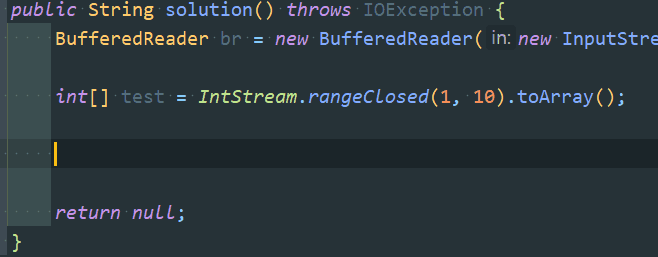 public String solution() throws IOException {
    BufferedReader br = new BufferedReader( in: new InputStre
    int[] test = IntStream.rangeClosed(1, 10).toArray();
    return null;
}